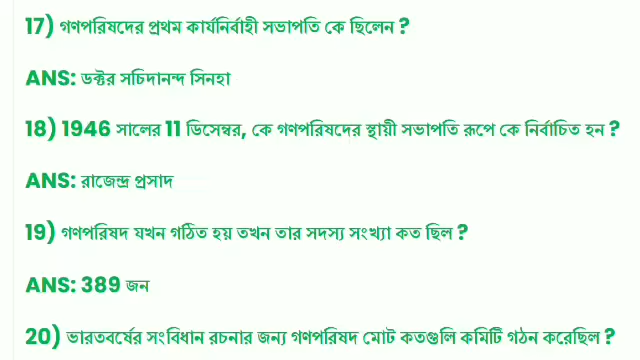 17) গণপরিষদের প্রথম কার্যনির্বাহী সভাপতি কে ছিলেন ?
ANS: ডক্টর সচিদানন্দ সিনহা
18) 1946 সালের 11 ডিসেম্বর, কে গণপরিষদের স্থায়ী সভাপতি রূপে কে নির্বাচিত হন ?
ANS: রাজেন্দ্র প্রসাদ
19) গণপরিষদ যখন গঠিত হয় তখন তার সদস্য সংখ্যা কত ছিল ?
ANS: 389 জন
20) ভারতবর্ষের সংবিধান রচনার জন্য গণপরিষদ মোট কতগুলি কমিটি গঠন করেছিল ?